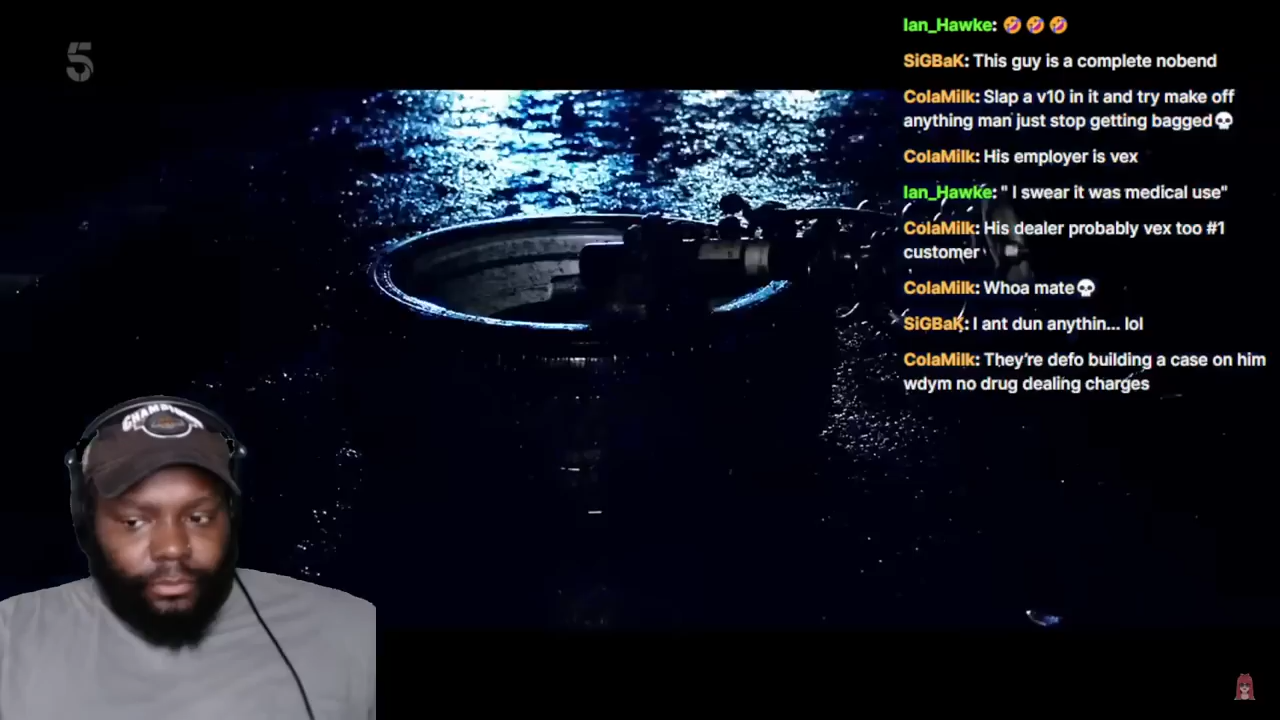 5
Ian_Hawke: 🤣 🤣 🤣
SiGBaK: This guy is a complete nobend
ColaMilk: Slap a v10 in it and try make off
anything man just stop getting bagged💀
ColaMilk: His employer is vex
Ian_Hawke: " I swear it was medical use"
ColaMilk: His dealer probably vex too #1
customer
ColaMilk: Whoa mate💀
SiGBaK: I ant dun anythin... lol
ColaMilk: They're defo building a case on him
wdym no drug dealing charges
CHAMPIONS